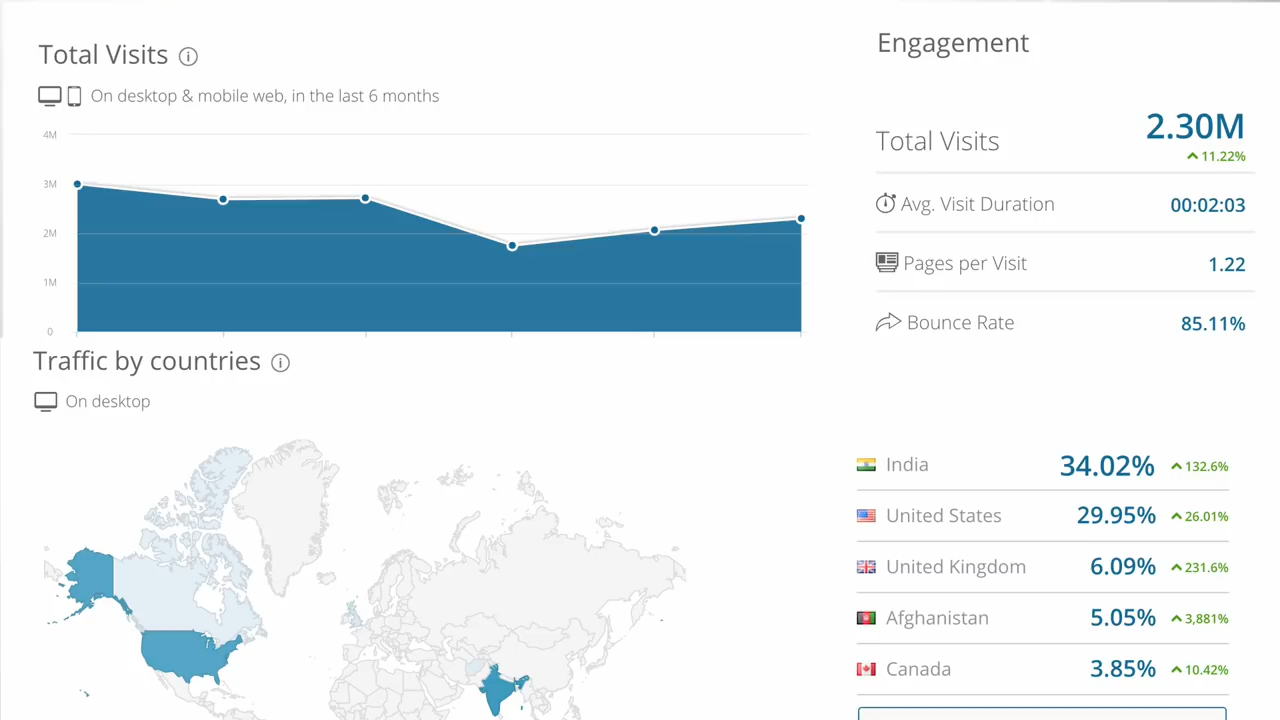 Total Visits
On desktop & mobile web, in the last 6 months
4M
3M
2M
1M
0
Engagement
Total Visits 2.30M
11.22%
Avg. Visit Duration 00:02:03
Pages per Visit 1.22
Bounce Rate 85.11%
Traffic by countries
On desktop
India 34.02% 132.6%
United States 29.95% 26.01%
United Kingdom 6.09% 231.6%
Afghanistan 5.05% 3,881%
Canada 3.85% 10.42%